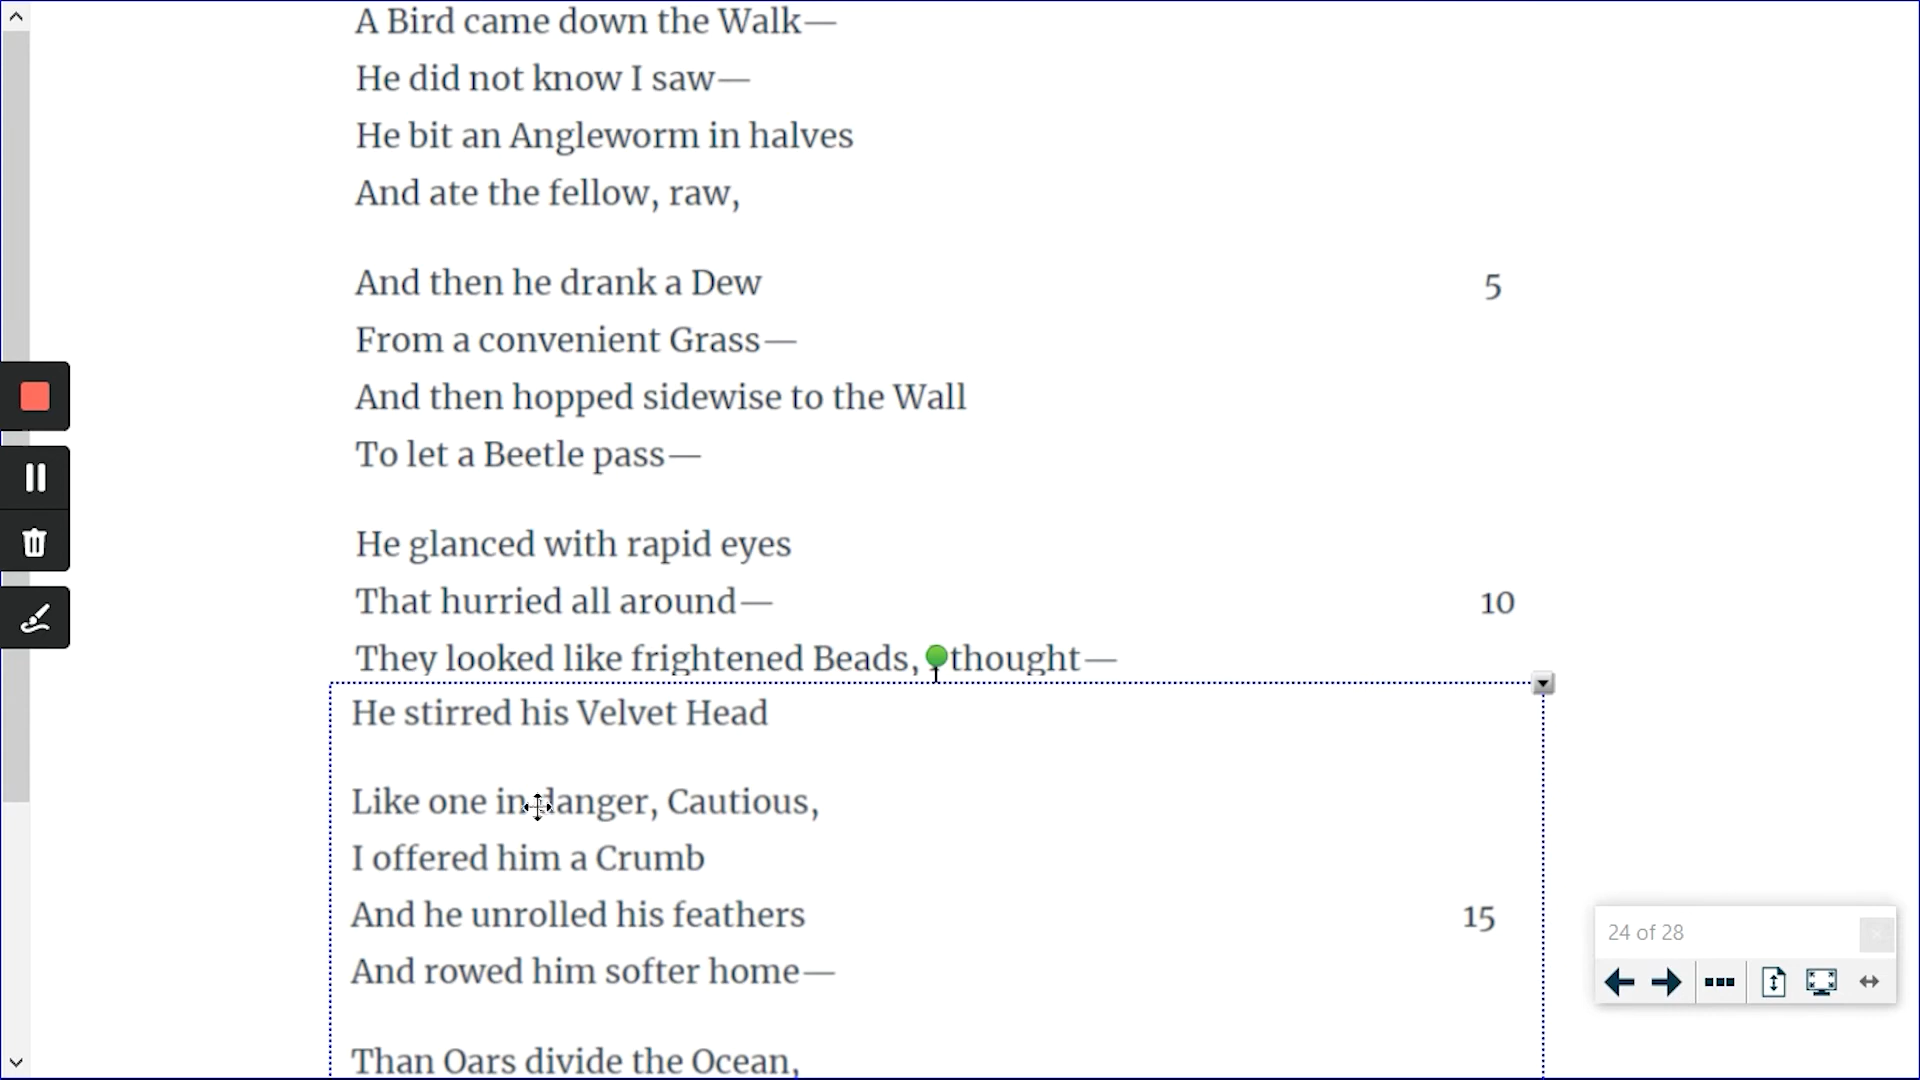 A Bird came down the Walk—
He did not know I saw—
He bit an Angleworm in halves
And ate the fellow, raw,
And then he drank a Dew 5
From a convenient Grass—
And then hopped sidewise to the Wall
To let a Beetle pass—
He glanced with rapid eyes
That hurried all around— 10
They looked like frightened Beads, thought—
He stirred his Velvet Head
Like one in danger, Cautious,
I offered him a Crumb
And he unrolled his feathers 15
And rowed him softer home—
Than Oars divide the Ocean,
24 of 28